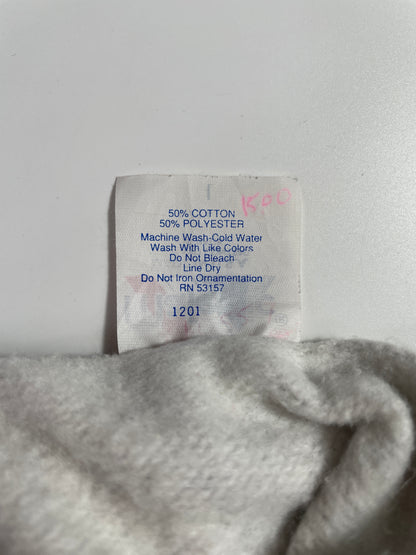 1500
50% COTTON
50% POLYESTER
Machine Wash-Cold Water
Wash With Like Colors
Do Not Bleach
Line Dry
Do Not Iron Ornamentation
RN 53157
1201